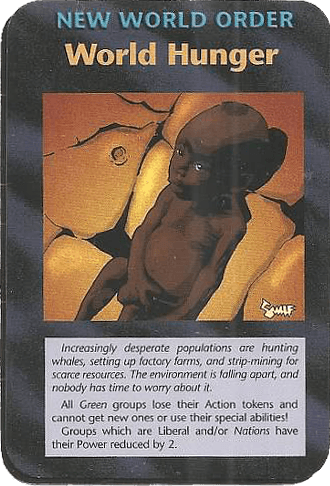 NEW WORLD ORDER
World Hunger
Increasingly desperate populations are hunting
whales, setting up factory farms, and strip-mining for
scarce resources. The environment is falling apart, and
nobody has time to worry about it.
All Green groups lose their Action tokens and
cannot get new ones or use their special abilities!
Groups which are Liberal and/or Nations have
their Power reduced by 2.